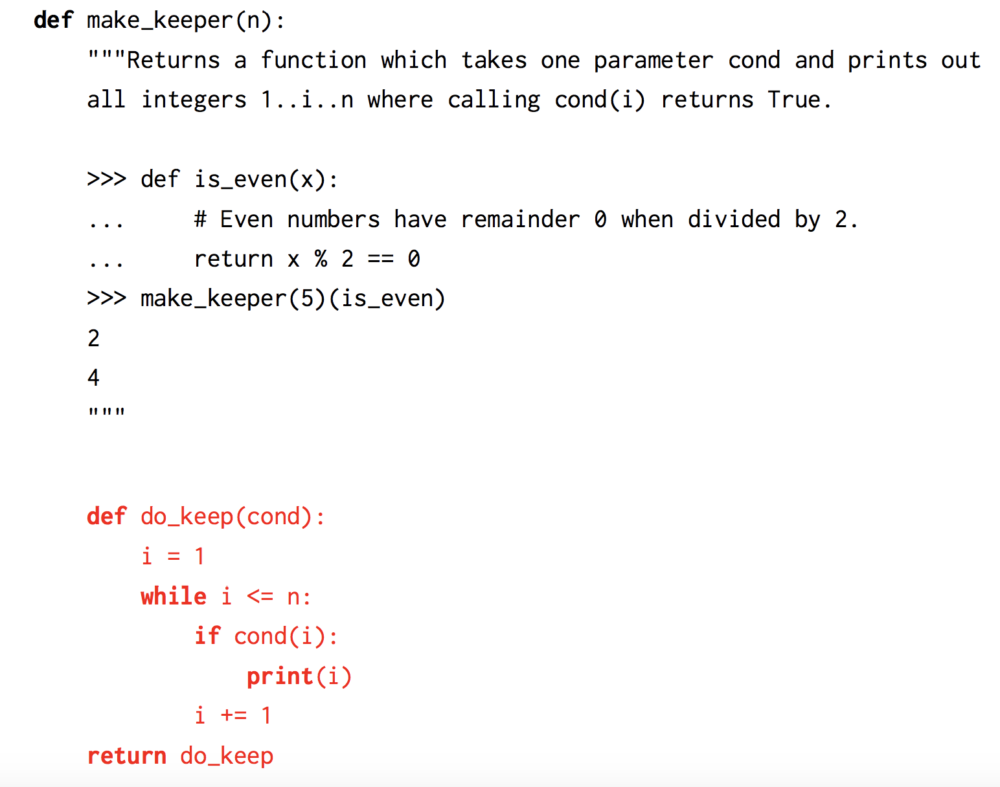 def make_keeper(n):
    """Returns a function which takes one parameter cond and prints out
    all integers 1..i..n where calling cond(i) returns True.

    >>> def is_even(x):
    ...     # Even numbers have remainder 0 when divided by 2.
    ...     return x % 2 == 0
    >>> make_keeper(5)(is_even)
    2
    4
    """

    def do_keep(cond):
        i = 1
        while i <= n:
            if cond(i):
                print(i)
            i += 1
    return do_keep